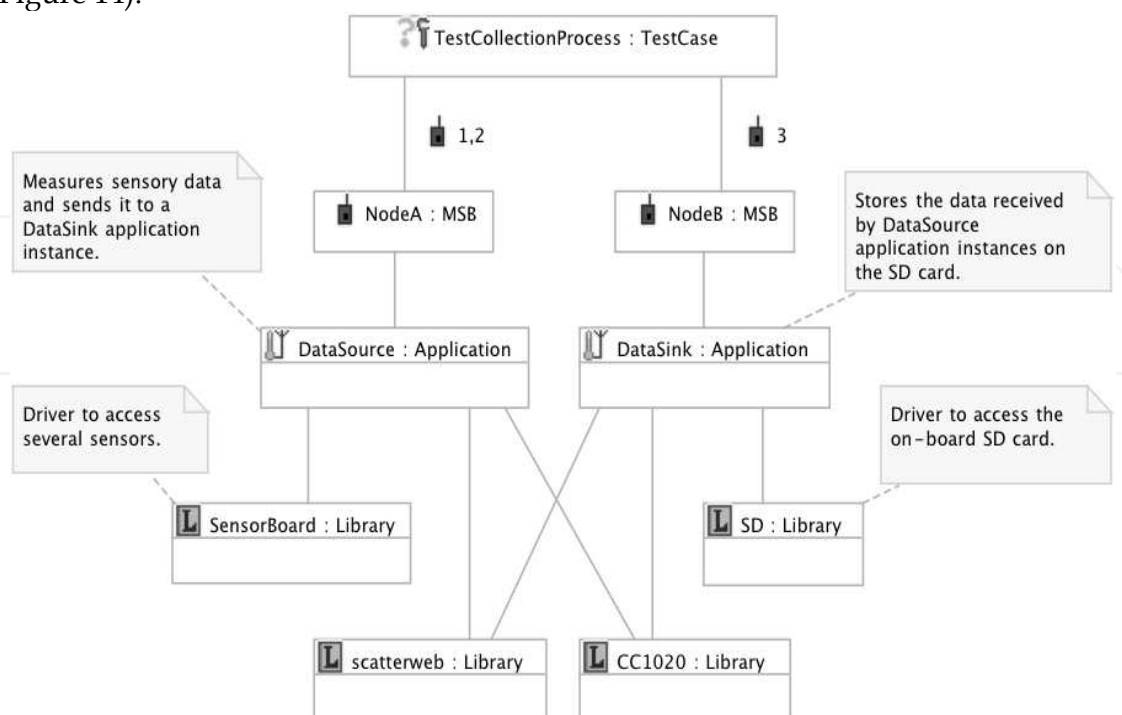 Figure 14).
TestCollectionProcess : TestCase
1,2
3
Measures sensory data
and sends it to a
DataSink application
instance.
NodeA : MSB
NodeB : MSB
Stores the data received
by DataSource
application instances on
the SD card.
DataSource : Application
DataSink : Application
Driver to access
several sensors.
Driver to access the
on-board SD card.
L SensorBoard : Library
L SD : Library
L scatterweb : Library
L CC1020 : Library